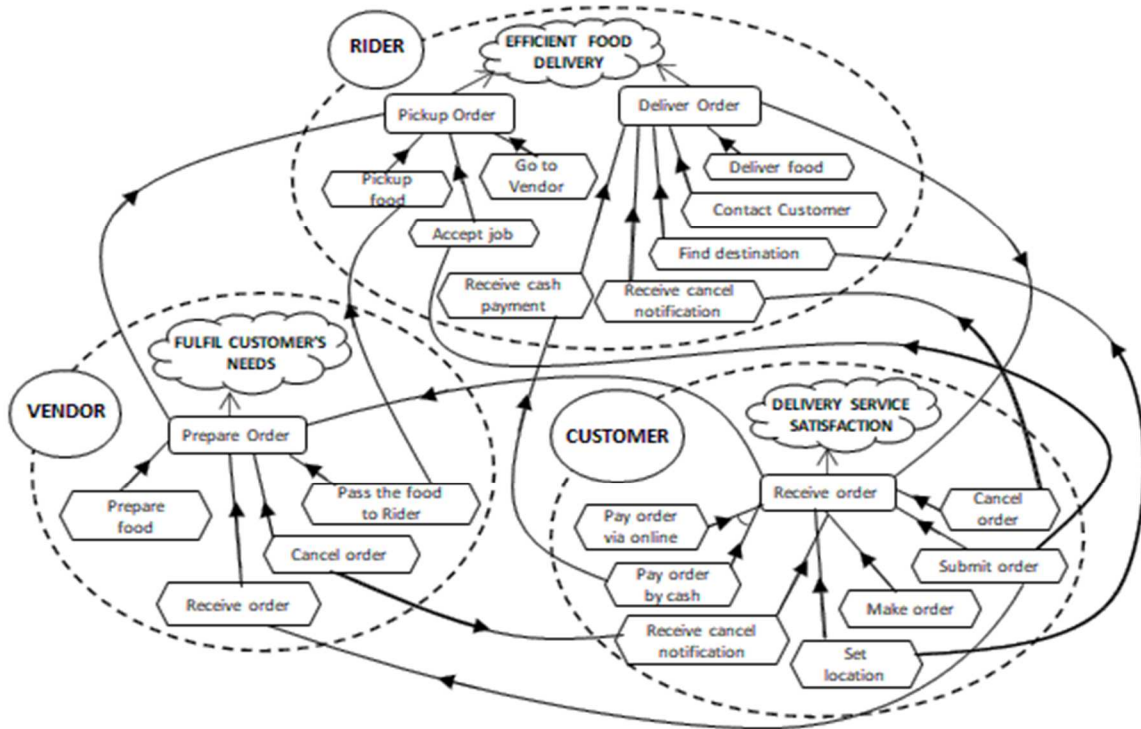 RIDER
EFFICIENT FOOD
DELIVERY
Pickup Order
Deliver Order
Pickup
food
Go to
Vendor
Deliver food
Accept job
Contact Customer
Find destination
Receive cash
payment
Receive cancel
notification
VENDOR
FULFIL CUSTOMER'S
NEEDS
Prepare Order
Prepare
food
Pass the food
to Rider
Cancel order
Receive order
CUSTOMER
DELIVERY SERVICE
SATISFACTION
Receive order
Pay order
via online
Cancel
order
Submit order
Pay order
by cash
Make order
Receive cancel
notification
Set
location